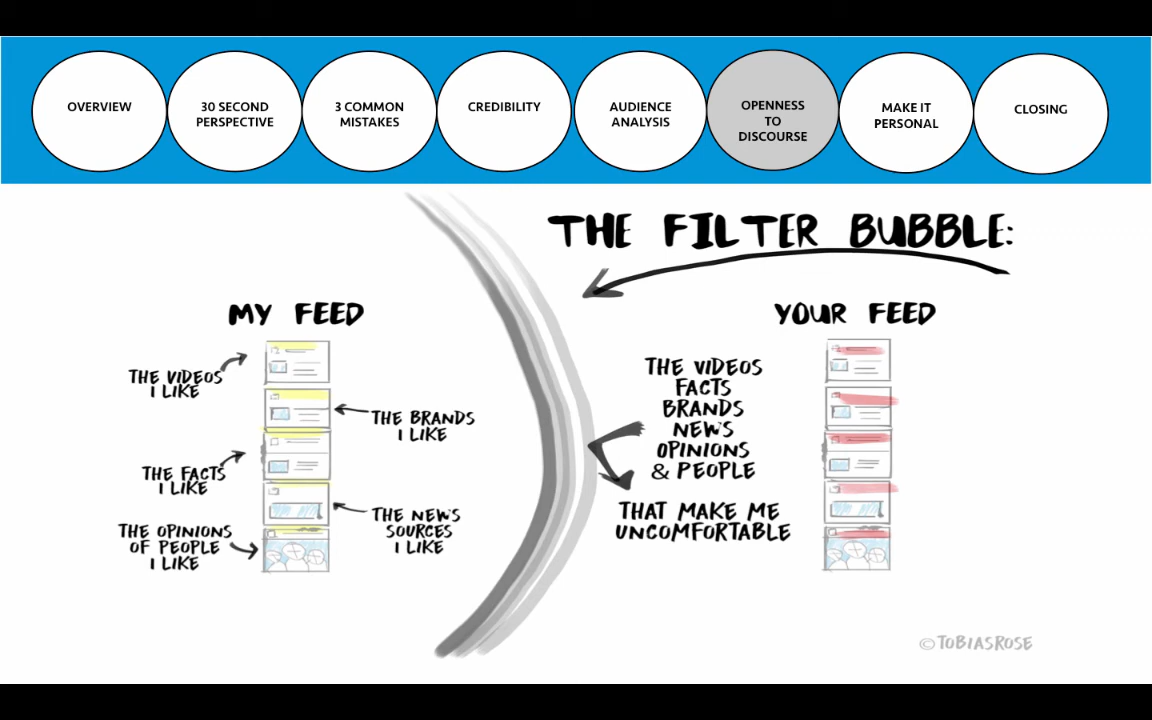 OVERVIEW
30 SECOND
PERSPECTIVE
3 COMMON
MISTAKES
CREDIBILITY
AUDIENCE
ANALYSIS
OPENNESS
TO
DISCOURSE
MAKE IT
PERSONAL
CLOSING
THE FILTER BUBBLE:
MY FEED
THE VIDEOS
I LIKE
THE BRANDS
I LIKE
THE FACTS
I LIKE
THE NEWS
SOURCES
I LIKE
THE OPINIONS
OF PEOPLE
I LIKE
YOUR FEED
THE VIDEOS
FACTS
BRANDS
NEWS
OPINIONS
& PEOPLE
THAT MAKE ME
UNCOMFORTABLE
©TOBIASROSE